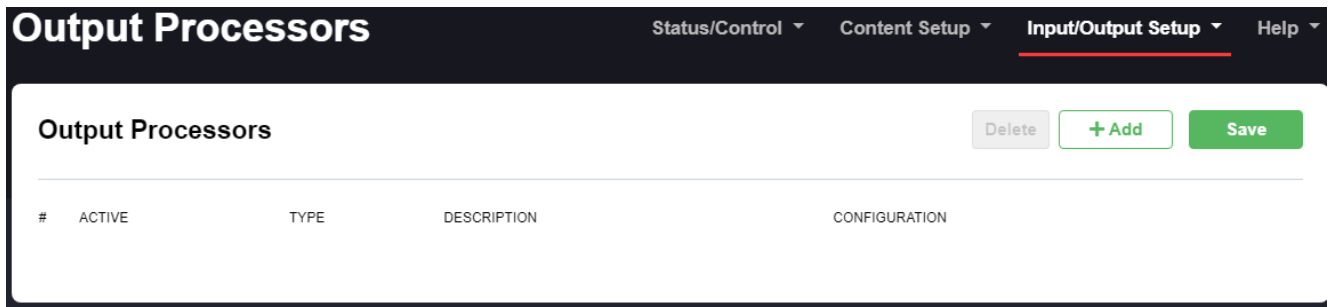 Output Processors
Status/Control Content Setup Input/Output Setup Help
Output Processors
Delete + Add Save
# ACTIVE TYPE DESCRIPTION CONFIGURATION